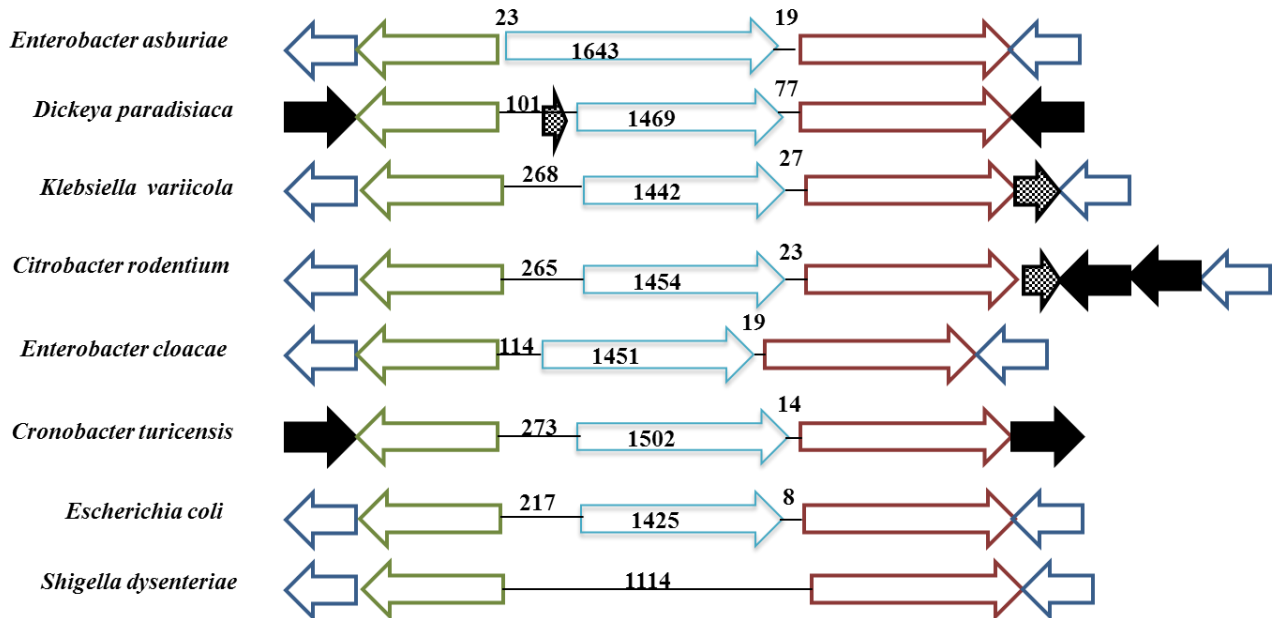 23 19
Enterobacter asburiae
1643
77
Dickeya paradisiaca 101
1469
27
268
Klebsiella variicola
1442
23
Citrobacter rodentium 265
1454
19
Enterobacter cloacae 114
1451
14
Cronobacter turicensis 273
1502
217 8
Escherichia coli
1425
Shigella dysenteriae 1114